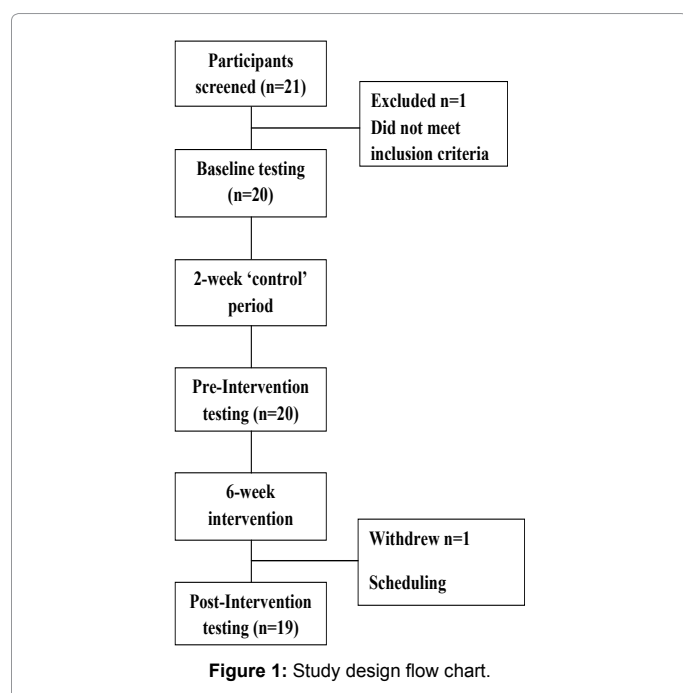 Participants
screened (n=21)
Excluded n=1
Did not meet
inclusion criteria
Baseline testing
(n=20)
2-week ‘control’
period
Pre-Intervention
testing (n=20)
6-week
intervention
Withdrew n=1
Scheduling
Post-Intervention
testing (n=19)
Figure 1: Study design flow chart.